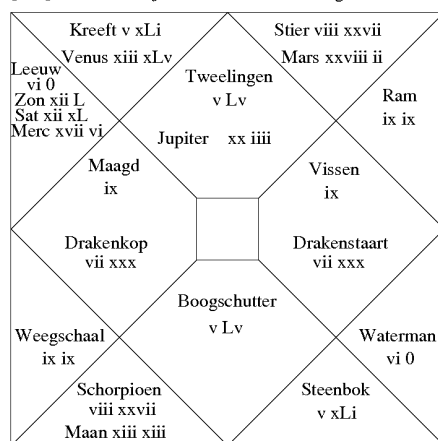 Kreeft v xLi
Venus xiii xLv
Stier viii xxvii
Mars xxviii ii
Leeuw
vi 0
Zon xii L
Sat xii xL
Merc xvii vi
Tweelingen
v Lv
Jupiter xx iiii
Ram
ix ix
Maagd
ix
Drakenkop
vii xxx
Vissen
ix
Drakenstaart
vii xxx
Boogschutter
v Lv
Weegschaal
ix ix
Waterman
vi 0
Schorpioen
viii xxvii
Maan xiii xiii
Steenbok
v xLi